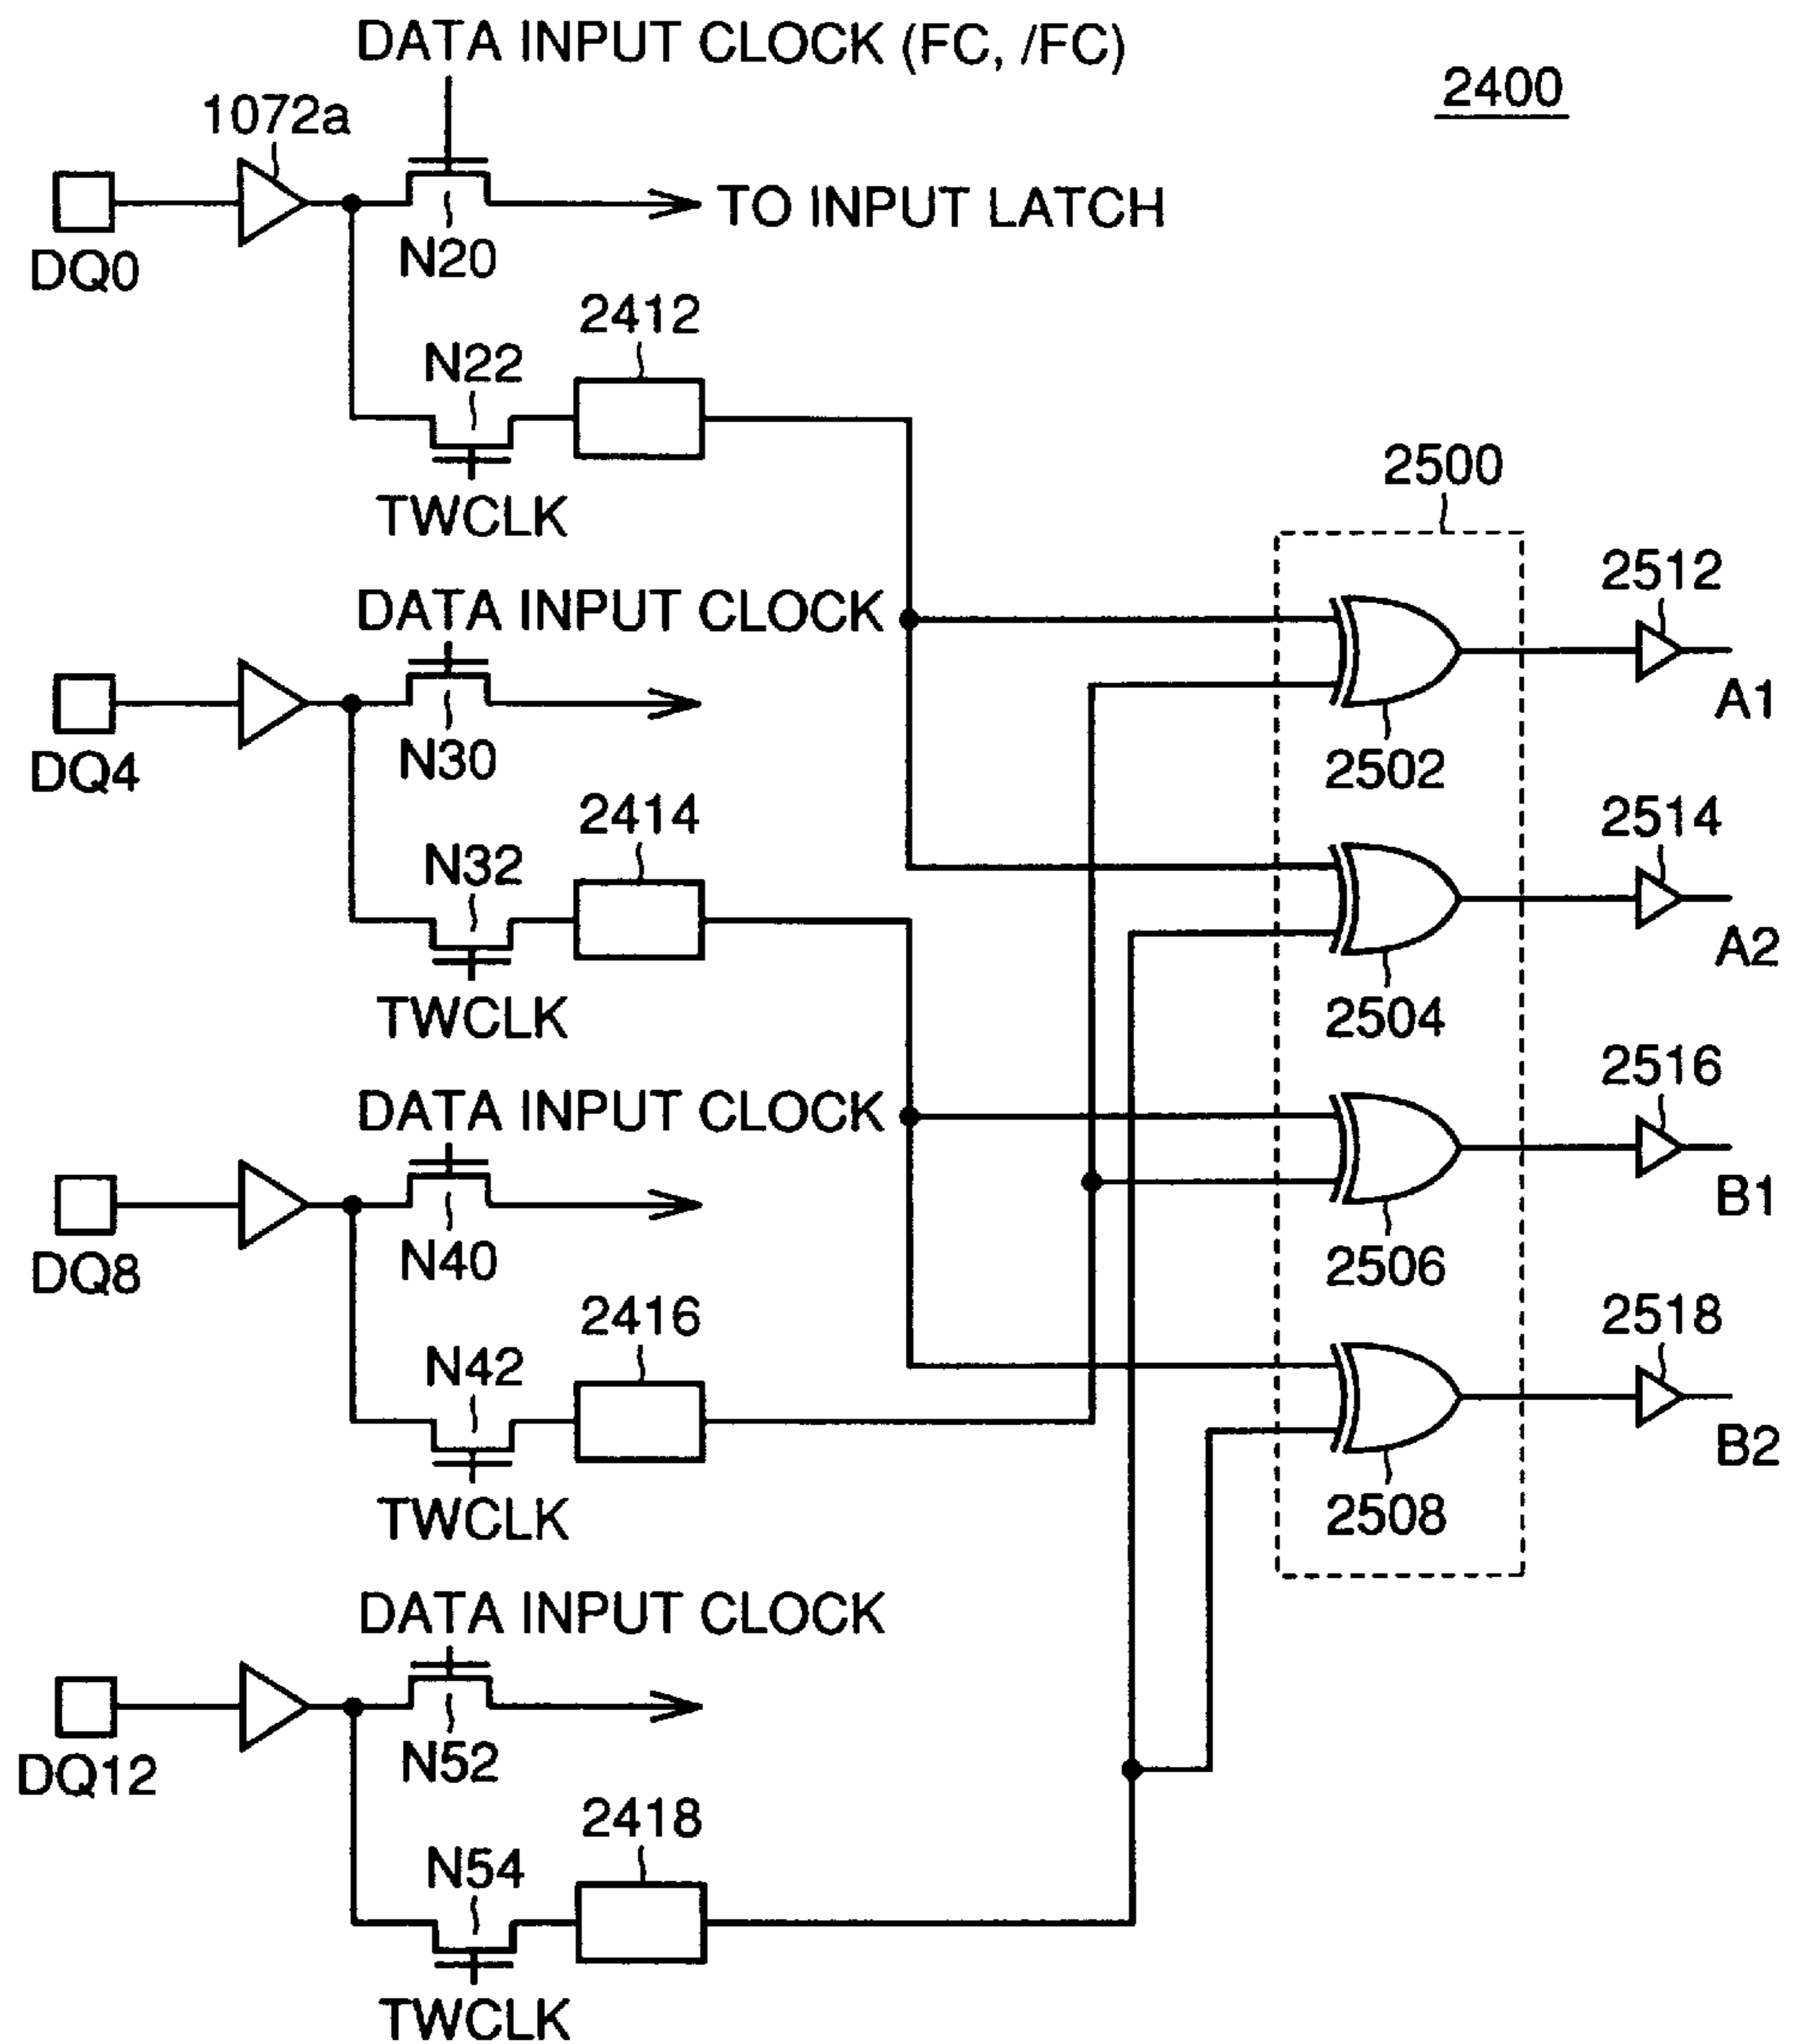 DATA INPUT CLOCK (FC, /FC)
2400
1072a
TO INPUT LATCH
DQ0
N20
2412
N22
TWCLK
2500
2512
DATA INPUT CLOCK
A1
DQ4
N30
2502
2414
2514
N32
A2
TWCLK
2504
2516
DATA INPUT CLOCK
B1
DQ8
N40
2506
2416
2518
N42
B2
TWCLK
2508
DATA INPUT CLOCK
DQ12
N52
2418
N54
TWCLK